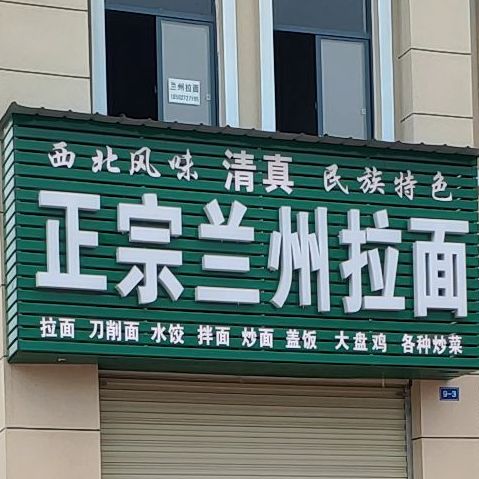 兰州拉面
西北风味 清真 民族特色
正宗兰州拉面
拉面 刀削面 水饺 拌面 炒面 盖饭 大盘鸡 各种炒菜
9-3